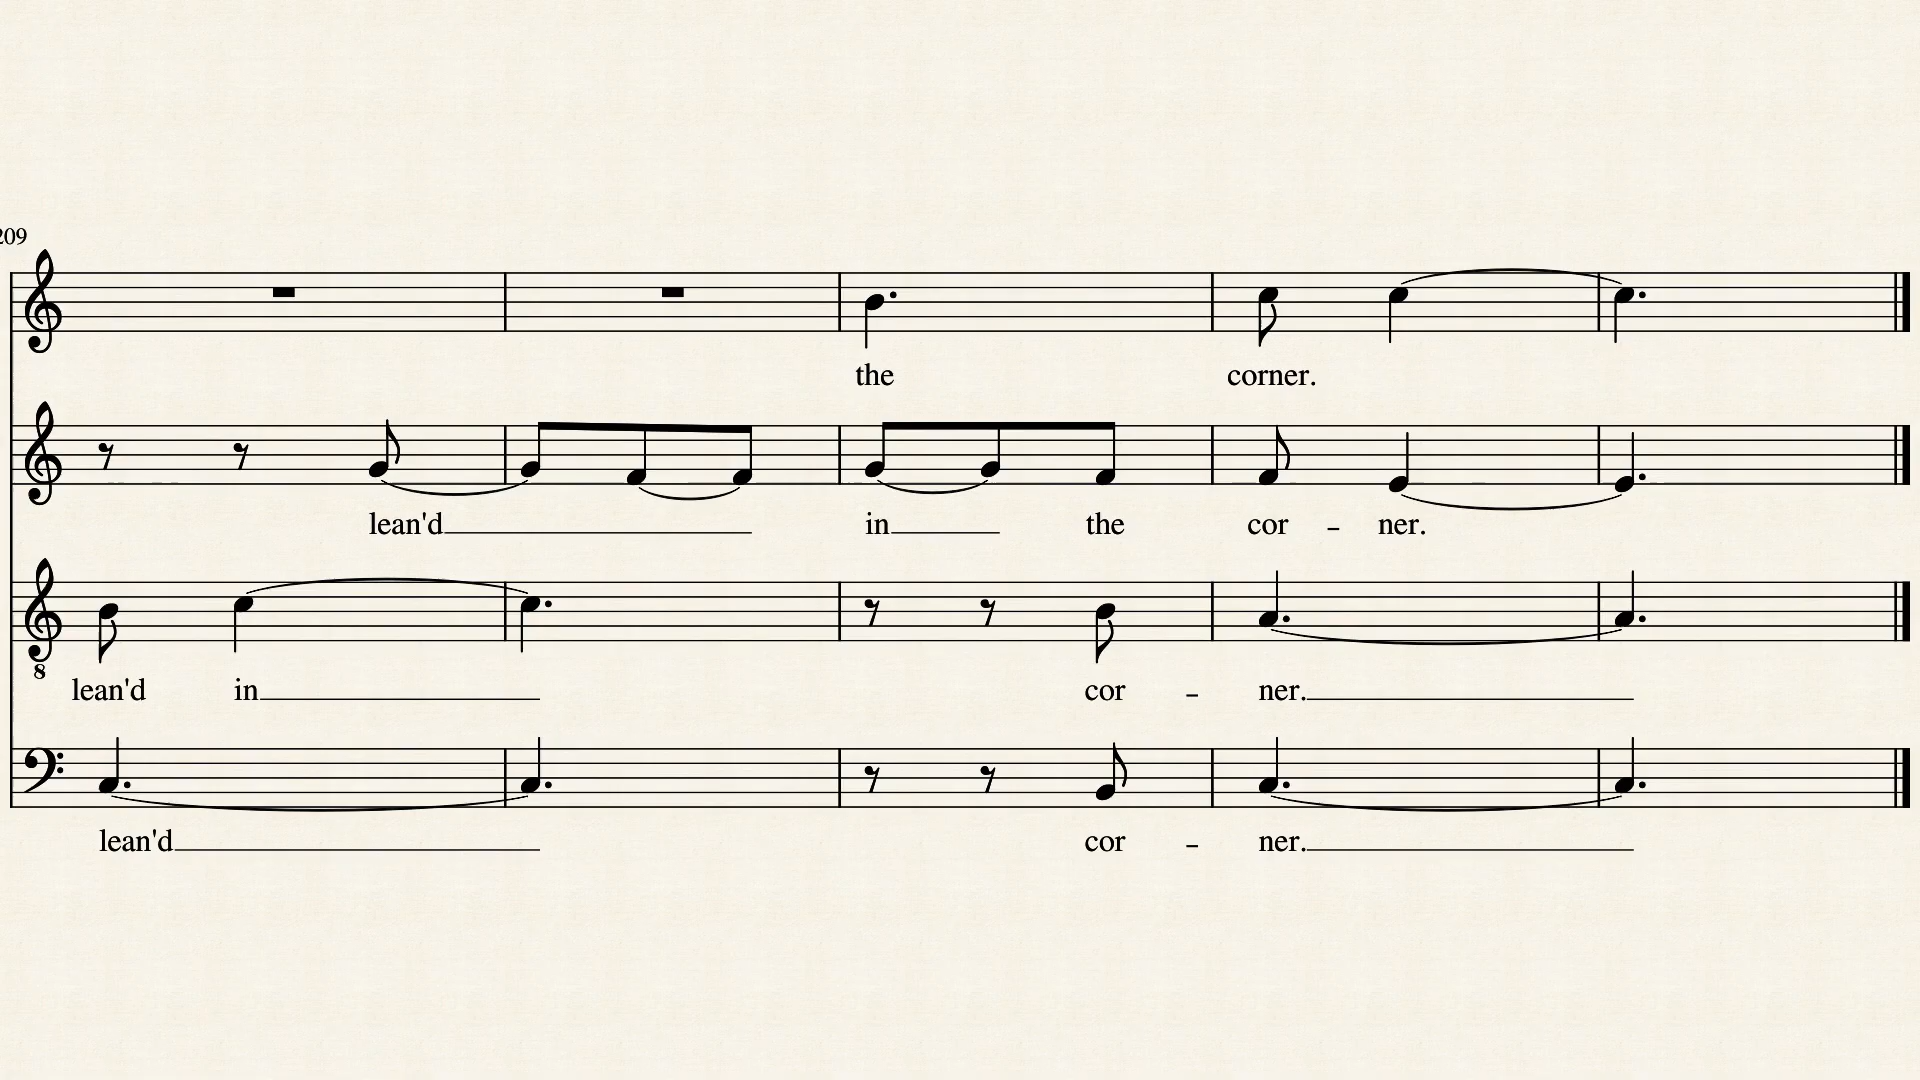 209
the corner.
lean'd in the cor - ner.
8
lean'd in cor - ner.
lean'd cor - ner.